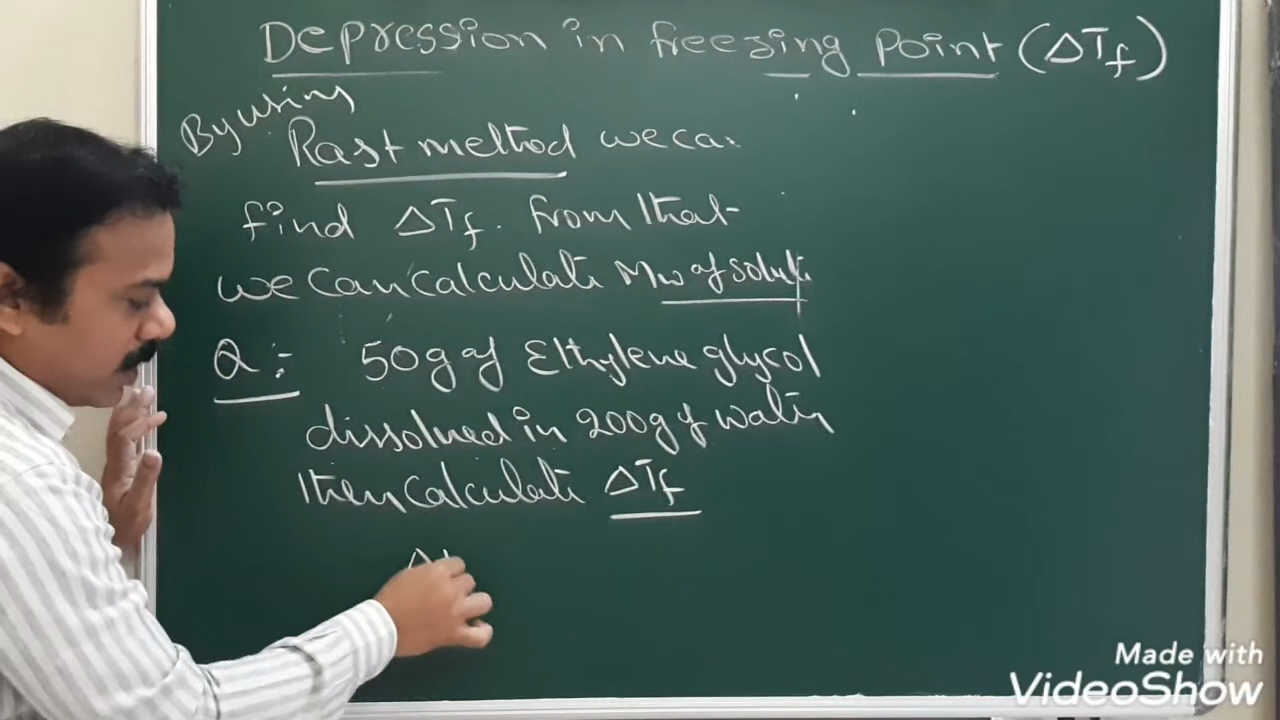 Depression in freezing point (ΔTf)
By using
Rast method we can
find ΔTf. from that
we can calculate Mw of solute
Q:- 50g of Ethylene glycol
dissolved in 200g of water
then calculate ΔTf
Δ
Made with
VideoShow